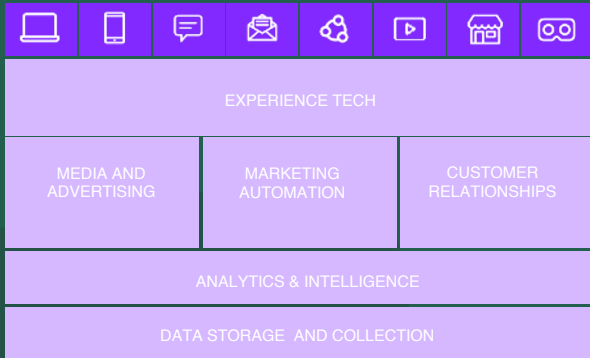 EXPERIENCE TECH
MEDIA AND
ADVERTISING
MARKETING
AUTOMATION
CUSTOMER
RELATIONSHIPS
ANALYTICS & INTELLIGENCE
DATA STORAGE  AND COLLECTION